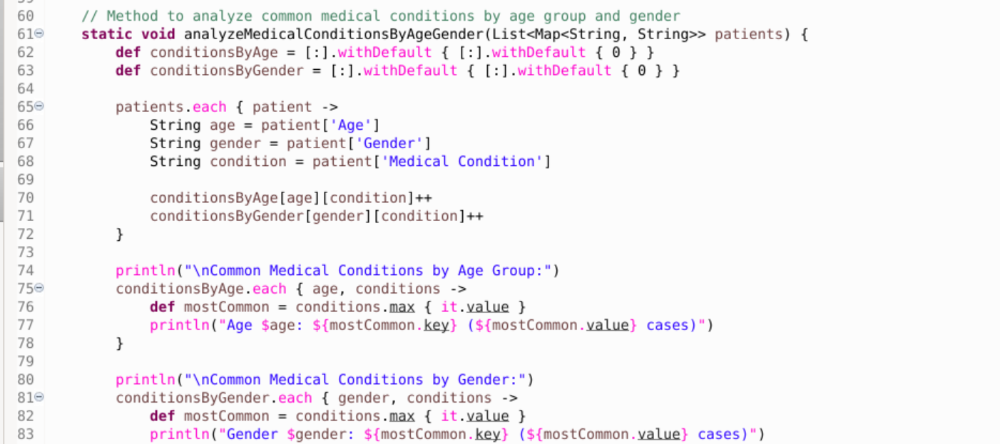 60 // Method to analyze common medical conditions by age group and gender
61 static void analyzeMedicalConditionsByAgeGender(List<Map<String, String>> patients) {
62 def conditionsByAge = [:].withDefault { [:].withDefault { 0 } }
63 def conditionsByGender = [:].withDefault { [:].withDefault { 0 } }
64
65 patients.each { patient ->
66 String age = patient['Age']
67 String gender = patient['Gender']
68 String condition = patient['Medical Condition']
69
70 conditionsByAge[age][condition]++
71 conditionsByGender[gender][condition]++
72 }
73
74 println("\nCommon Medical Conditions by Age Group:")
75 conditionsByAge.each { age, conditions ->
76 def mostCommon = conditions.max { it.value }
77 println("Age $age: ${mostCommon.key} (${mostCommon.value} cases)")
78 }
79
80 println("\nCommon Medical Conditions by Gender:")
81 conditionsByGender.each { gender, conditions ->
82 def mostCommon = conditions.max { it.value }
83 println("Gender $gender: ${mostCommon.key} (${mostCommon.value} cases)")